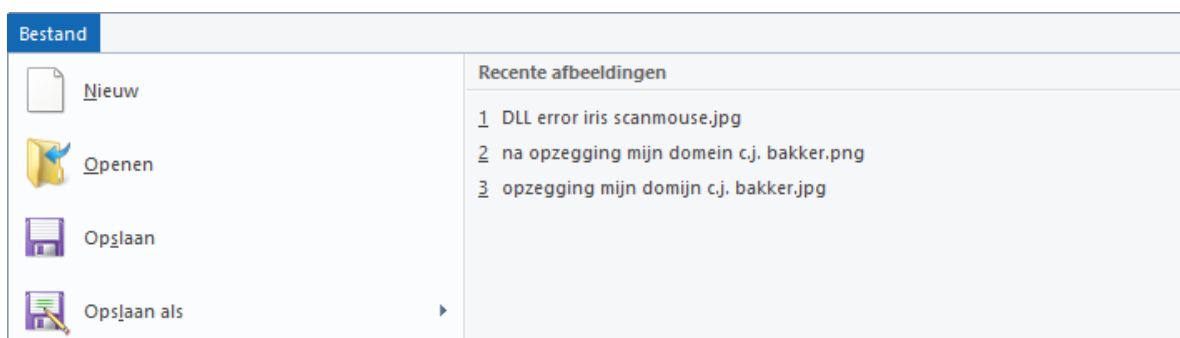 Bestand
Nieuw
Openen
Opslaan
Opslaan als
Recente afbeeldingen
1 DLL error iris scanmouse.jpg
2 na opzegging mijn domein c.j. bakker.png
3 opzegging mijn domijn c.j. bakker.jpg